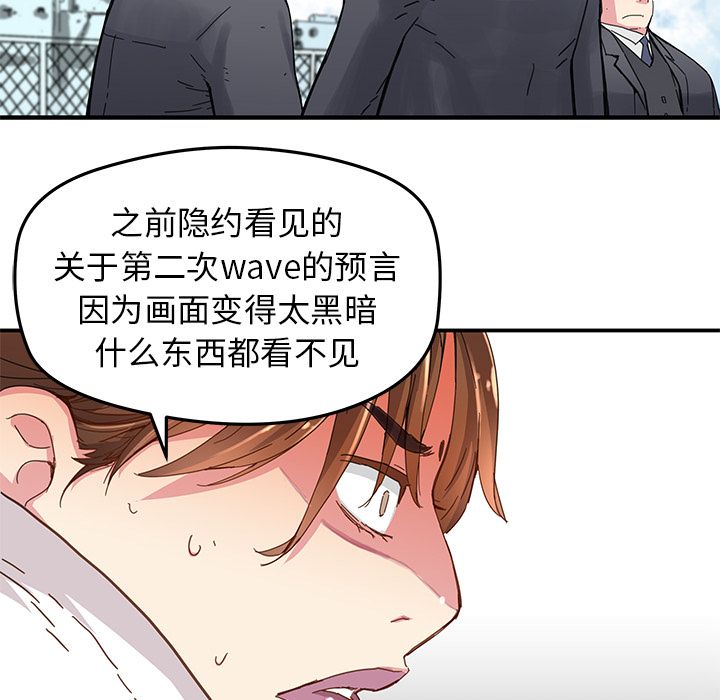 之前隐约看见的
关于第二次wave的预言
因为画面变得太黑暗
什么东西都看不见